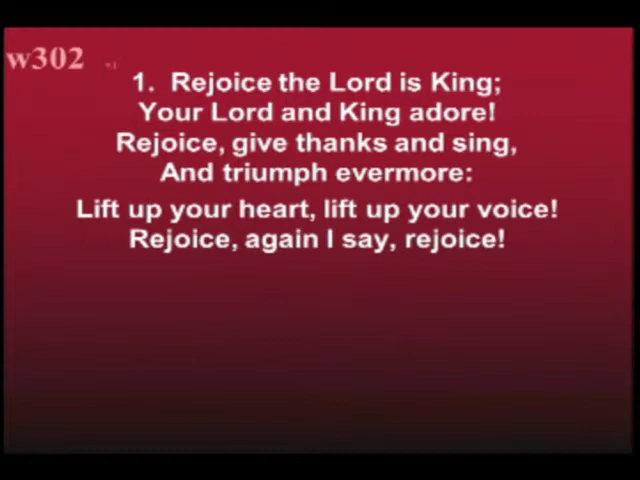 w302 v.1
1. Rejoice the Lord is King;
Your Lord and King adore!
Rejoice, give thanks and sing,
And triumph evermore:
Lift up your heart, lift up your voice!
Rejoice, again I say, rejoice!